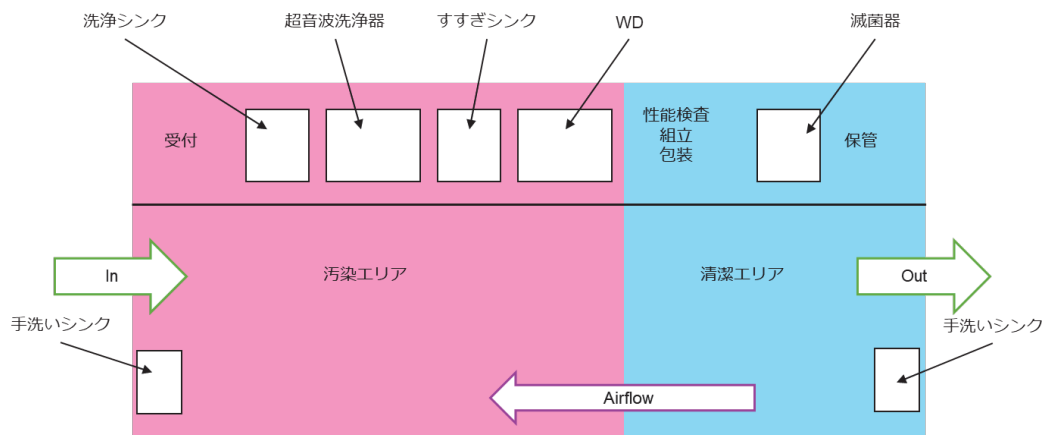 洗浄シンク
超音波洗浄器
すすぎシンク
WD
滅菌器
受付
性能検査
組立
包装
保管
In
汚染エリア
清潔エリア
Out
手洗いシンク
手洗いシンク
Airflow